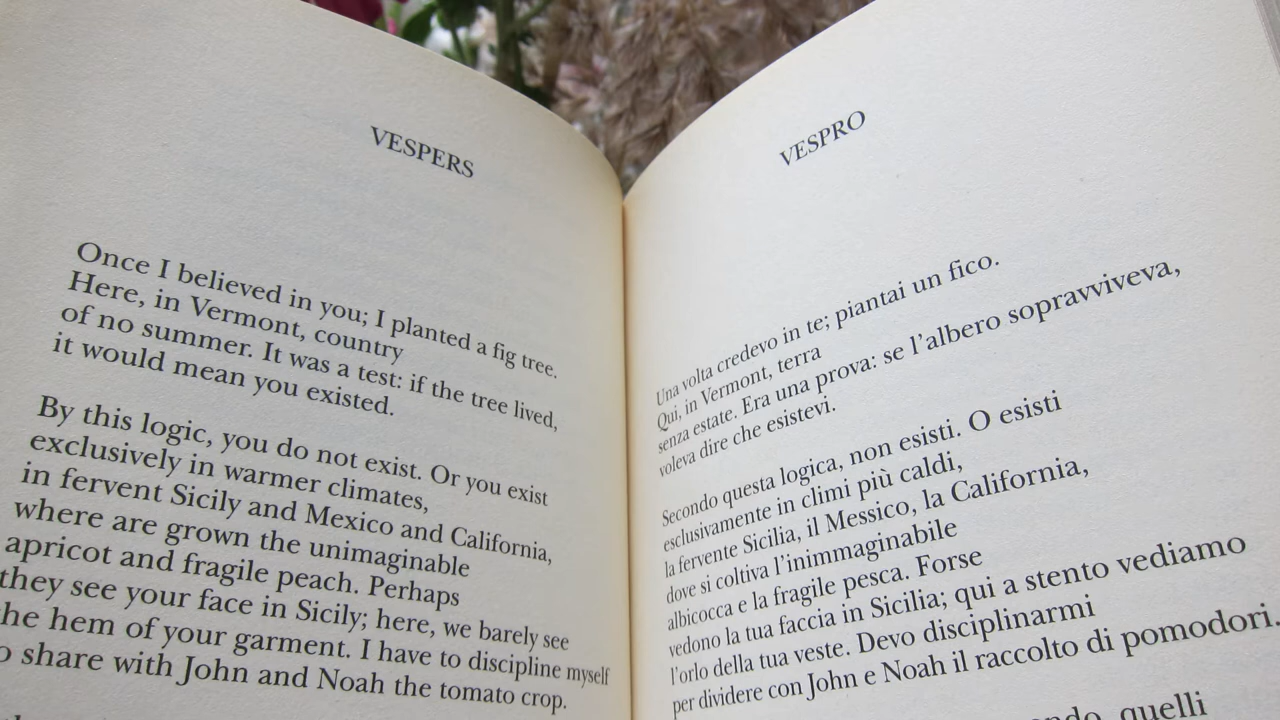 VESPERS
Once I believed in you; I planted a fig tree.
Here, in Vermont, country
of no summer. It was a test: if the tree lived,
it would mean you existed.
By this logic, you do not exist. Or you exist
exclusively in warmer climates,
in fervent Sicily and Mexico and California,
where are grown the unimaginable
apricot and fragile peach. Perhaps
they see your face in Sicily; here, we barely see
the hem of your garment. I have to discipline myself
to share with John and Noah the tomato crop.
VESPRO
Una volta credevo in te; piantai un fico.
Qui, in Vermont, terra
senza estate. Era una prova: se l'albero sopravviveva,
voleva dire che esistevi.
Secondo questa logica, non esisti. O esisti
esclusivamente in climi più caldi,
la fervente Sicilia, il Messico, la California,
dove si coltiva l'inimmaginabile
albicocca e la fragile pesca. Forse
vedono la tua faccia in Sicilia; qui a stento vediamo
l'orlo della tua veste. Devo disciplinarmi
per dividere con John e Noah il raccolto di pomodori.
quelli